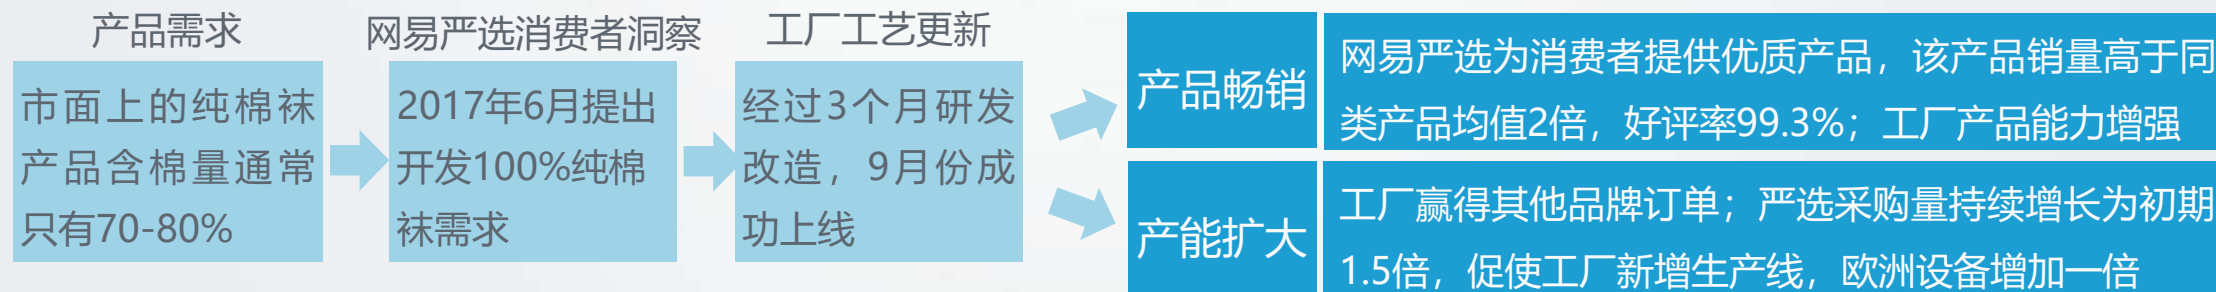 产品需求
市面上的纯棉袜
产品含棉量通常
只有70-80%
网易严选消费者洞察
2017年6月提出
开发100%纯棉
袜需求
工厂工艺更新
经过3个月研发
改造，9月份成
功上线
产品畅销
网易严选为消费者提供优质产品，该产品销量高于同
类产品均值2倍，好评率99.3%；工厂产品能力增强
产能扩大
工厂赢得其他品牌订单；严选采购量持续增长为初期
1.5倍，促使工厂新增生产线，欧洲设备增加一倍